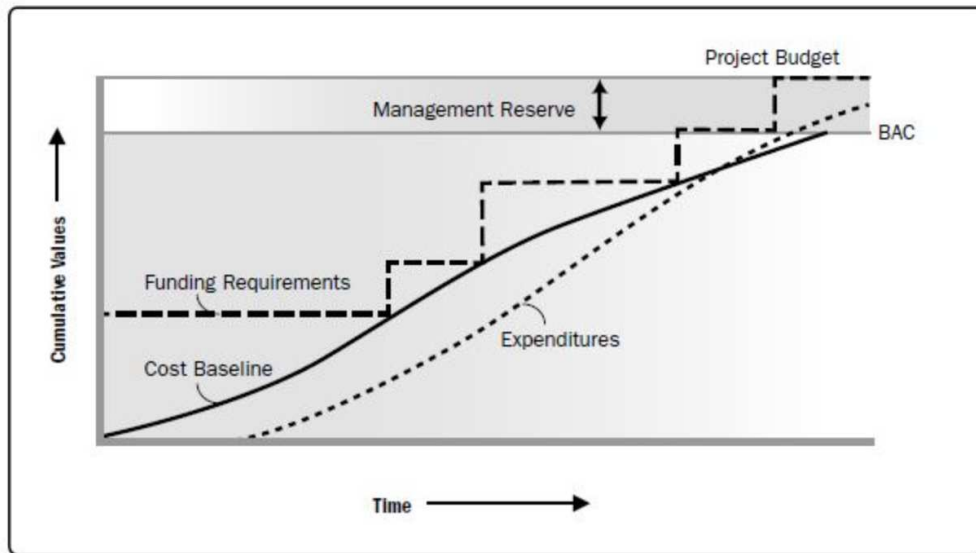 Project Budget
Management Reserve
BAC
Cumulative Values
Funding Requirements
Expenditures
Cost Baseline
Time